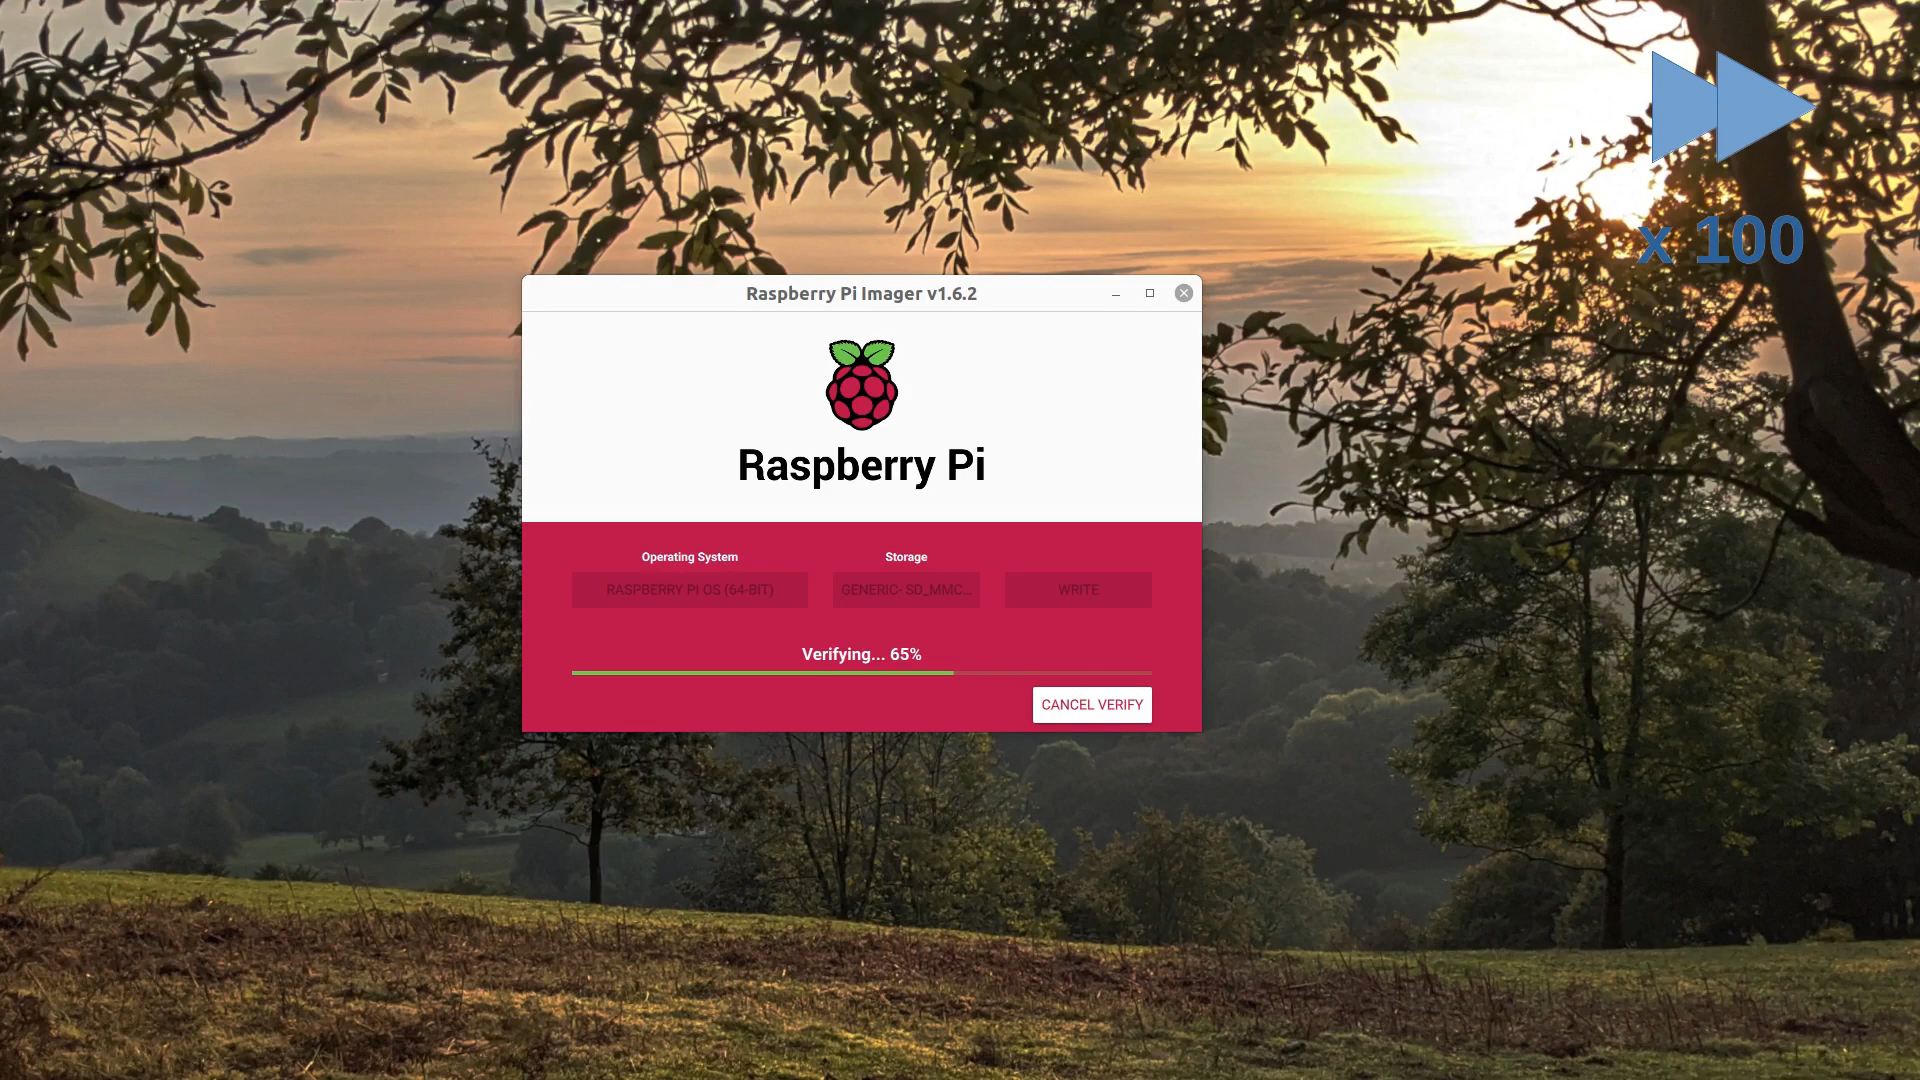 x 100
Raspberry Pi Imager v1.6.2
Raspberry Pi
Operating System
Storage
RASPBERRY PI OS (64-BIT)
GENERIC- SD_MMC...
WRITE
Verifying... 65%
CANCEL VERIFY